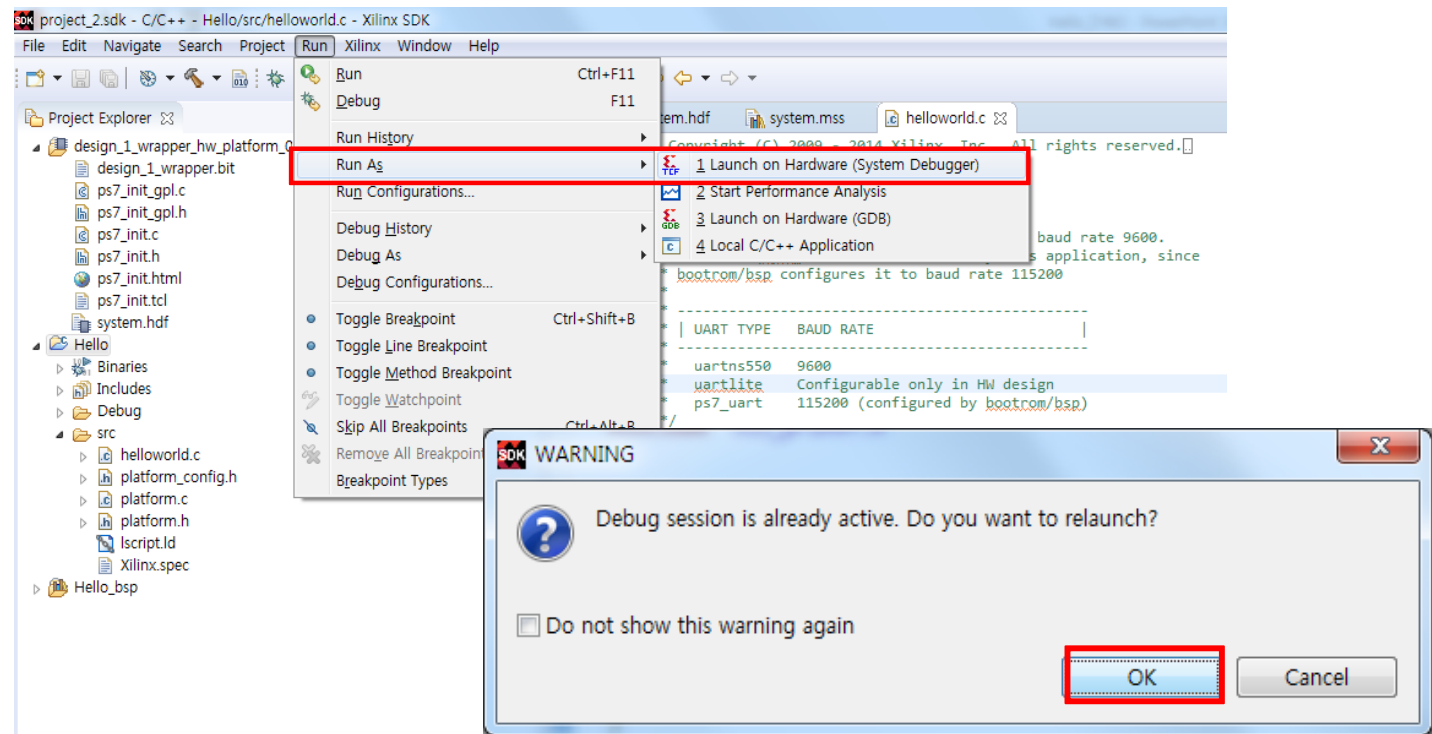 project_2.sdk - C/C++ - Hello/src/helloworld.c - Xilinx SDK
File Edit Navigate Search Project Run Xilinx Window Help
Run Ctrl+F11
Debug F11
Run History
Run As
Run Configurations...
Debug History
Debug As
Debug Configurations...
Toggle Breakpoint Ctrl+Shift+B
Toggle Line Breakpoint
Toggle Method Breakpoint
Toggle Watchpoint
Skip All Breakpoints Ctrl+Alt+B
Remove All Breakpoint
Breakpoint Types
TCF 1 Launch on Hardware (System Debugger)
2 Start Performance Analysis
GDB 3 Launch on Hardware (GDB)
4 Local C/C++ Application
Project Explorer
design_1_wrapper_hw_platform_0
design_1_wrapper.bit
ps7_init_gpl.c
ps7_init_gpl.h
ps7_init.c
ps7_init.h
ps7_init.html
ps7_init.tcl
system.hdf
Hello
Binaries
Includes
Debug
src
helloworld.c
platform_config.h
platform.c
platform.h
lscript.ld
Xilinx.spec
Hello_bsp
tem.hdf system.mss helloworld.c
Copyright (C) 2009 - 2014 Xilinx, Inc. All rights reserved.
baud rate 9600.
s application, since
* bootrom/bsp configures it to baud rate 115200
*
* ------------------------------------------------
* | UART TYPE BAUD RATE |
* ------------------------------------------------
* uartns550 9600
* uartlite Configurable only in HW design
* ps7_uart 115200 (configured by bootrom/bsp)
*/
SDK WARNING
Debug session is already active. Do you want to relaunch?
Do not show this warning again
OK Cancel